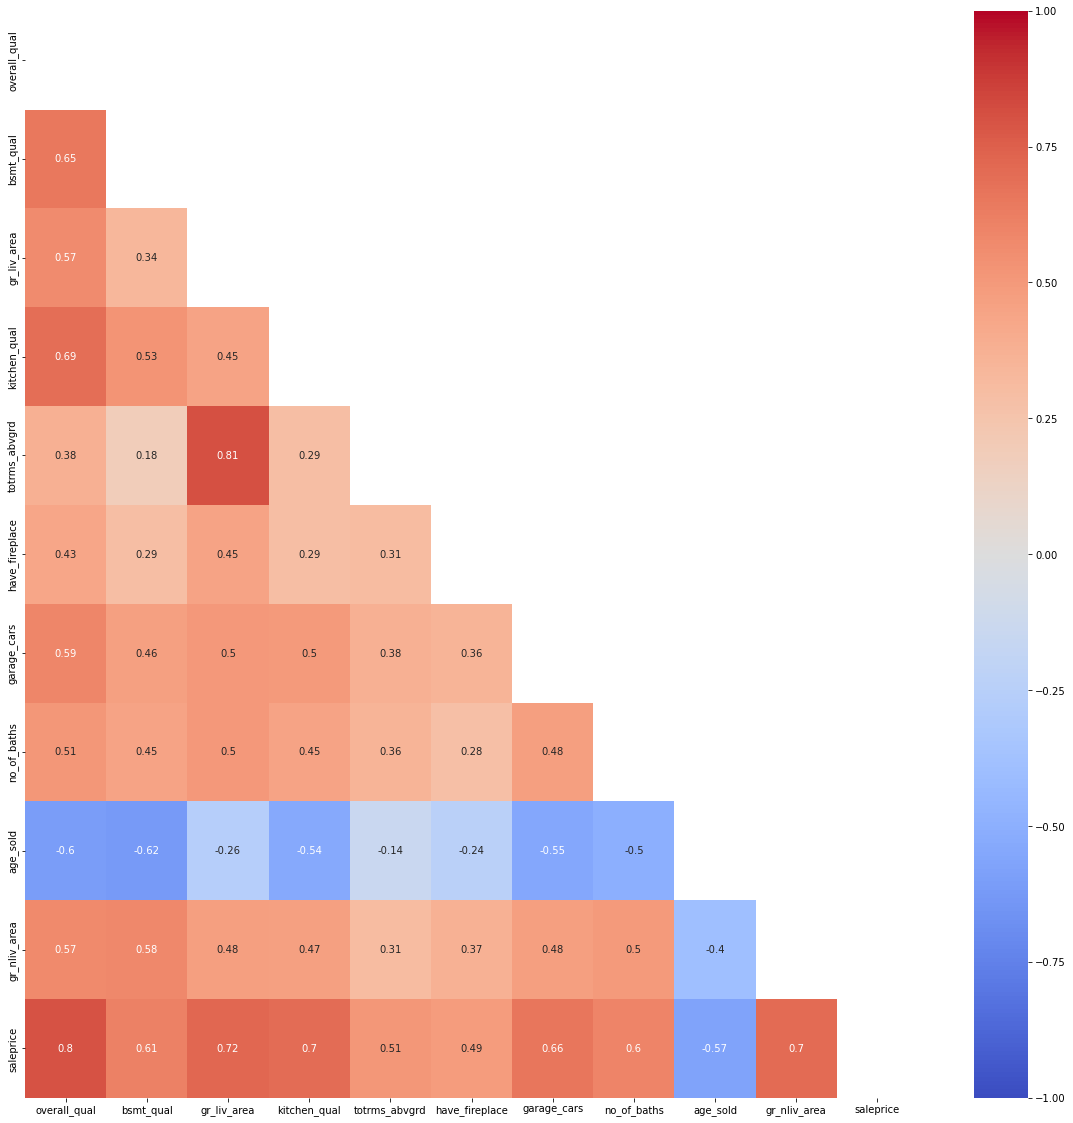 overall_qual
bsmt_qual 0.65
gr_liv_area 0.57 0.34
kitchen_qual 0.69 0.53 0.45
totrms_abvgrd 0.38 0.18 0.81 0.29
have_fireplace 0.43 0.29 0.45 0.29 0.31
garage_cars 0.59 0.46 0.5 0.5 0.38 0.36
no_of_baths 0.51 0.45 0.5 0.45 0.36 0.28 0.48
age_sold -0.6 -0.62 -0.26 -0.54 -0.14 -0.24 -0.55 -0.5
gr_nliv_area 0.57 0.58 0.48 0.47 0.31 0.37 0.48 0.5 -0.4
saleprice 0.8 0.61 0.72 0.7 0.51 0.49 0.66 0.6 -0.57 0.7
overall_qual bsmt_qual gr_liv_area kitchen_qual totrms_abvgrd have_fireplace garage_cars no_of_baths age_sold gr_nliv_area saleprice
1.00
0.75
0.50
0.25
0.00
−0.25
−0.50
−0.75
−1.00